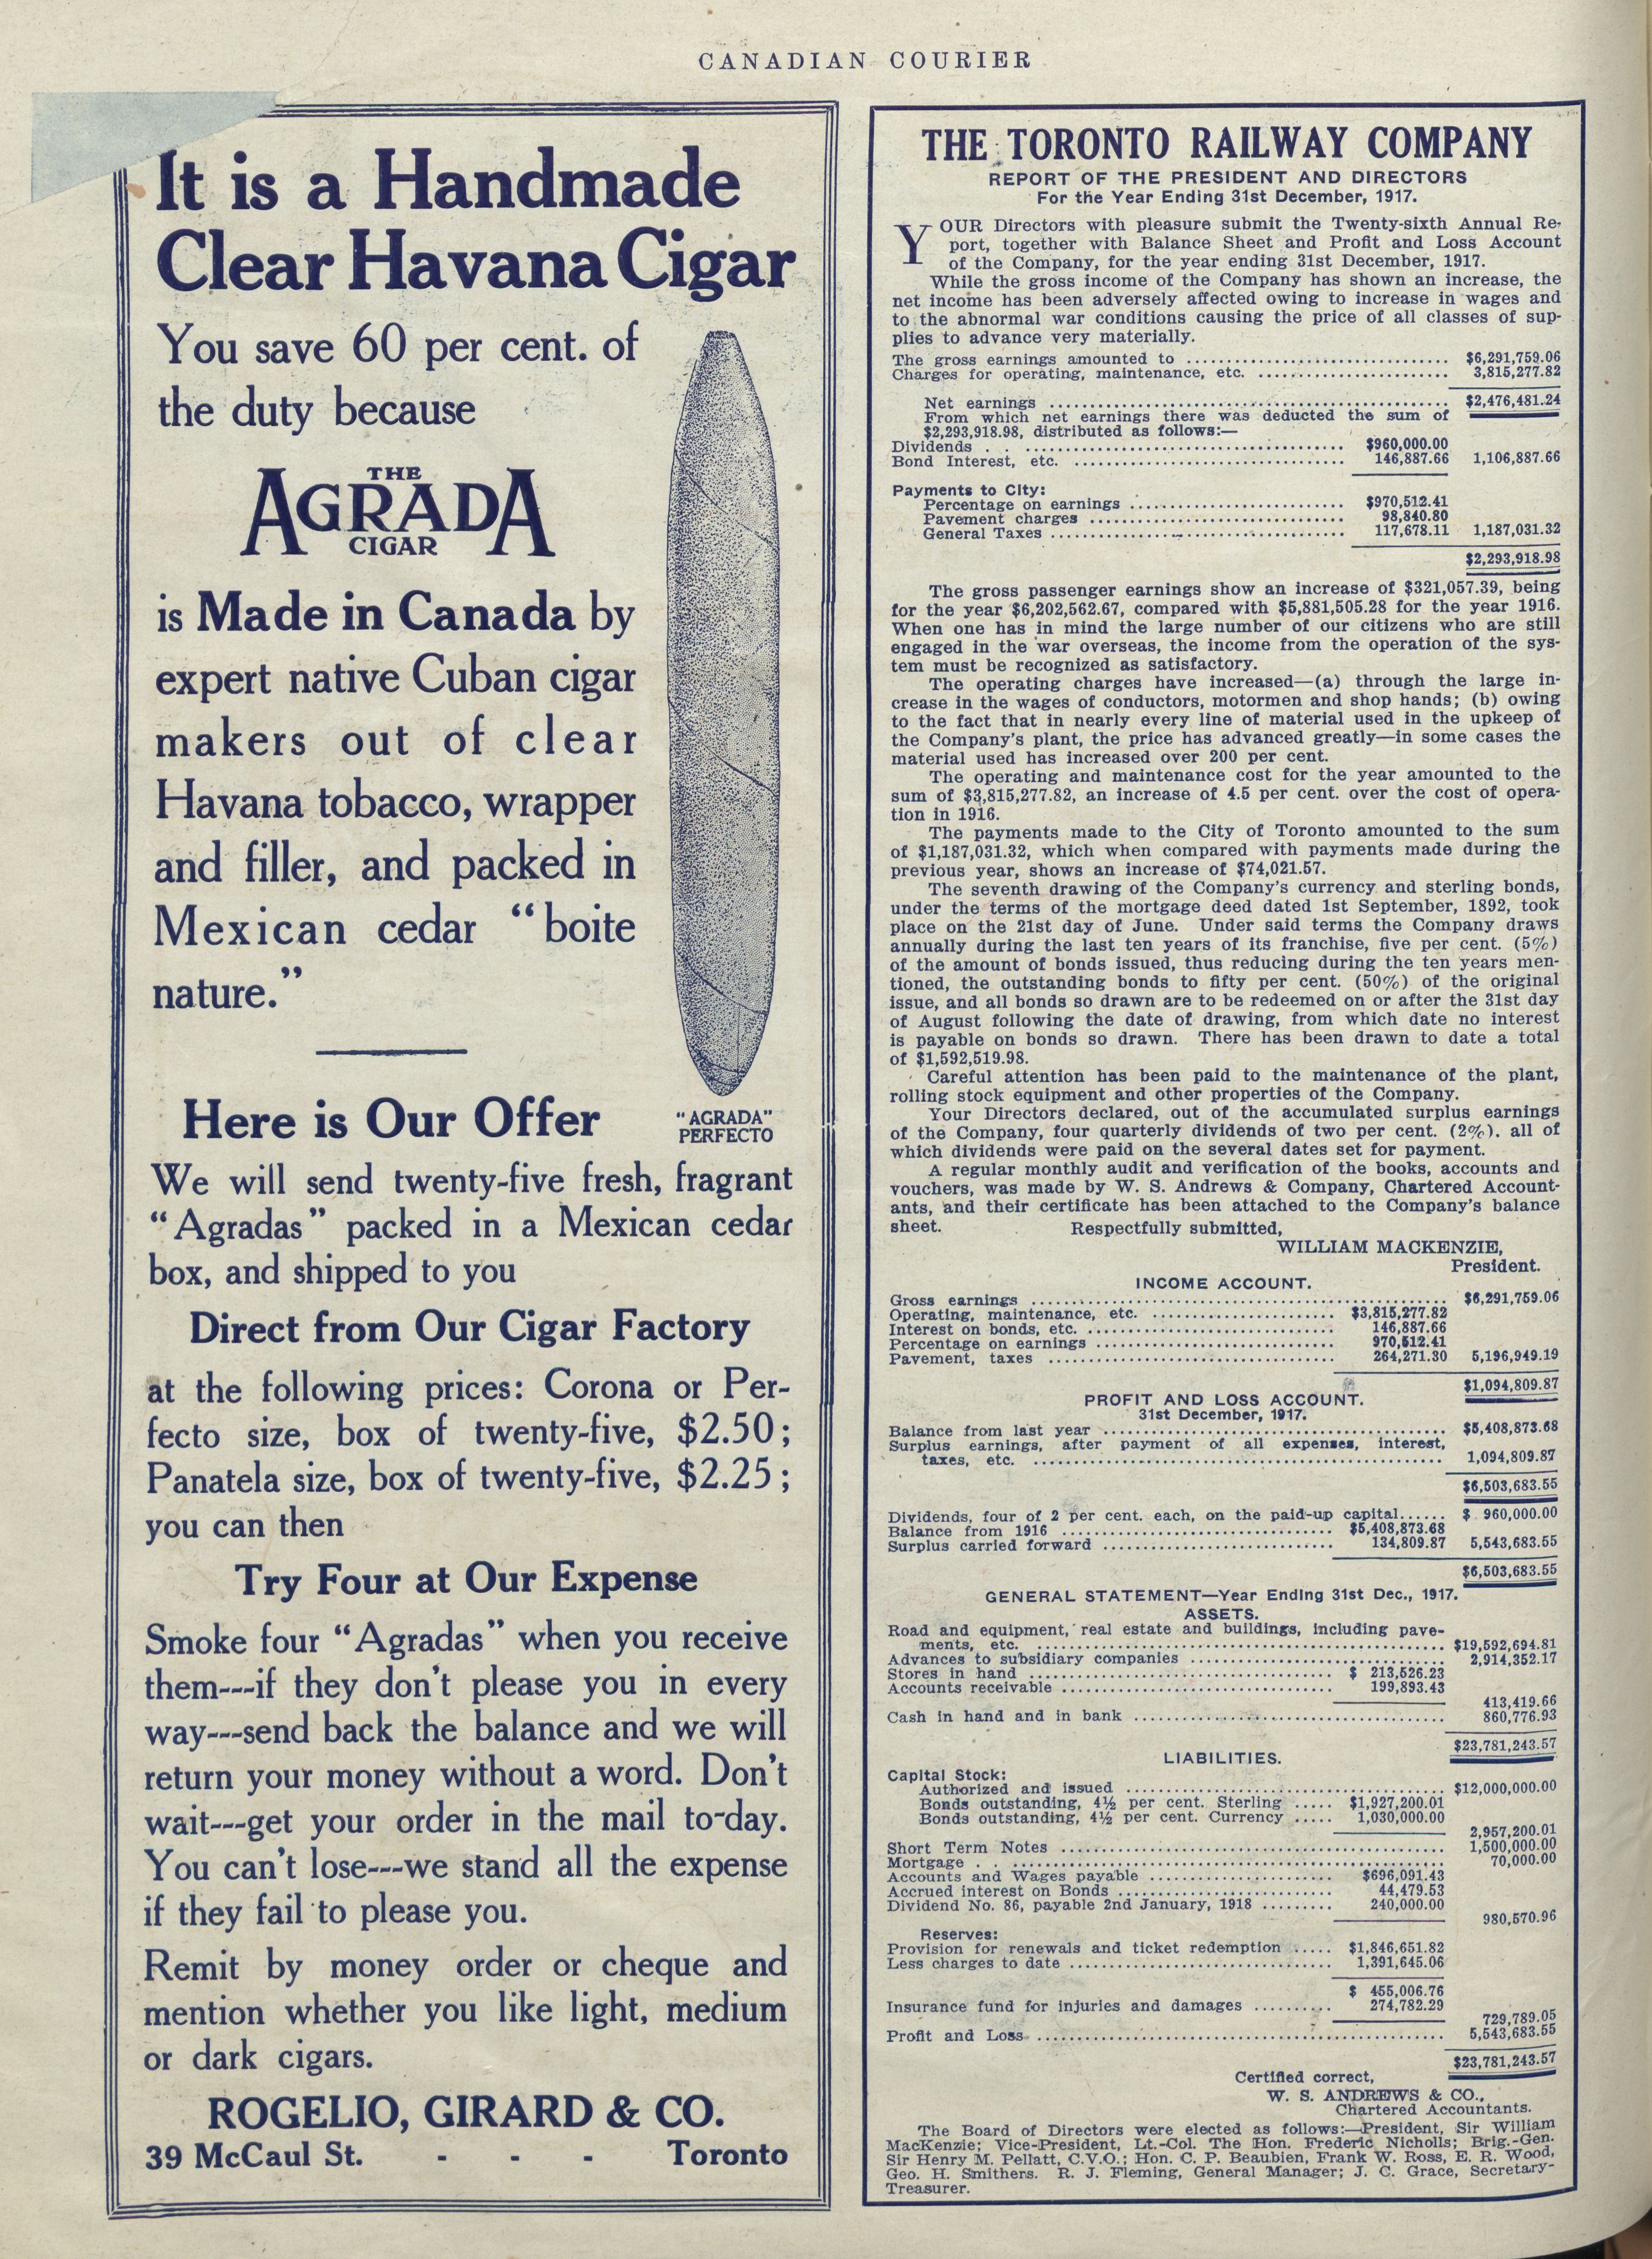 CANADIAN COURIER
It is a Handmade
Clear Havana Cigar
You save 60 per cent. of
the duty because
THE
AGRADA
CIGAR
is Made in Canada by
expert native Cuban cigar
makers out of clear
Havana tobacco, wrapper
and filler, and packed in
Mexican cedar “boite
nature.”
Here is Our Offer
"AGRADA"
PERFECTO
We will send twenty-five fresh, fragrant
“Agradas” packed in a Mexican cedar
box, and shipped to you
Direct from Our Cigar Factory
at the following prices: Corona or Per-
fecto size, box of twenty-five, $2.50;
Panatela size, box of twenty-five, $2.25;
you can then
Try Four at Our Expense
Smoke four “Agradas” when you receive
them---if they don't please you in every
way---send back the balance and we will
return your money without a word. Don't
wait---get your order in the mail to-day.
You can't lose---we stand all the expense
if they fail to please you.
Remit by money order or cheque and
mention whether you like light, medium
or dark cigars.
ROGELIO, GIRARD & CO.
39 McCaul St. - - - Toronto
THE TORONTO RAILWAY COMPANY
REPORT OF THE PRESIDENT AND DIRECTORS
For the Year Ending 31st December, 1917.
YOUR Directors with pleasure submit the Twenty-sixth Annual Re-
port, together with Balance Sheet and Profit and Loss Account
of the Company, for the year ending 31st December, 1917.
While the gross income of the Company has shown an increase, the
net income has been adversely affected owing to increase in wages and
to the abnormal war conditions causing the price of all classes of sup-
plies to advance very materially.
The gross earnings amounted to ........ $6,291,759.06
Charges for operating, maintenance, etc. ........ 3,815,277.82
Net earnings ........ $2,476,481.24
From which net earnings there was deducted the sum of
$2,293,918.98, distributed as follows:—
Dividends . . ........ $960,000.00
Bond Interest, etc. ........ 146,887.66 1,106,887.66
Payments to City:
Percentage on earnings ........ $970,512.41
Pavement charges ........ 98,840.80
General Taxes ........ 117,678.11 1,187,031.32
$2,293,918.98
The gross passenger earnings show an increase of $321,057.39, being
for the year $6,202,562.67, compared with $5,881,505.28 for the year 1916.
When one has in mind the large number of our citizens who are still
engaged in the war overseas, the income from the operation of the sys-
tem must be recognized as satisfactory.
The operating charges have increased—(a) through the large in-
crease in the wages of conductors, motormen and shop hands; (b) owing
to the fact that in nearly every line of material used in the upkeep of
the Company's plant, the price has advanced greatly—in some cases the
material used has increased over 200 per cent.
The operating and maintenance cost for the year amounted to the
sum of $3,815,277.82, an increase of 4.5 per cent. over the cost of opera-
tion in 1916.
The payments made to the City of Toronto amounted to the sum
of $1,187,031.32, which when compared with payments made during the
previous year, shows an increase of $74,021.57.
The seventh drawing of the Company's currency and sterling bonds,
under the terms of the mortgage deed dated 1st September, 1892, took
place on the 21st day of June. Under said terms the Company draws
annually during the last ten years of its franchise, five per cent. (5%)
of the amount of bonds issued, thus reducing during the ten years men-
tioned, the outstanding bonds to fifty per cent. (50%) of the original
issue, and all bonds so drawn are to be redeemed on or after the 31st day
of August following the date of drawing, from which date no interest
is payable on bonds so drawn. There has been drawn to date a total
of $1,592,519.98.
Careful attention has been paid to the maintenance of the plant,
rolling stock equipment and other properties of the Company.
Your Directors declared, out of the accumulated surplus earnings
of the Company, four quarterly dividends of two per cent. (2%). all of
which dividends were paid on the several dates set for payment.
A regular monthly audit and verification of the books, accounts and
vouchers, was made by W. S. Andrews & Company, Chartered Account-
ants, and their certificate has been attached to the Company's balance
sheet. Respectfully submitted,
WILLIAM MACKENZIE,
President.
INCOME ACCOUNT.
Gross earnings ........ $6,291,759.06
Operating, maintenance, etc. ........ $3,815,277.82
Interest on bonds, etc. ........ 146,887.66
Percentage on earnings ........ 970,512.41
Pavement, taxes ........ 264,271.30 5,196,949.19
$1,094,809.87
PROFIT AND LOSS ACCOUNT.
31st December, 1917.
Balance from last year ........ $5,408,873.68
Surplus earnings, after payment of all expenses, interest,
taxes, etc. ........ 1,094,809.87
$6,503,683.55
Dividends, four of 2 per cent. each, on the paid-up capital...... $ 960,000.00
Balance from 1916 ........ $5,408,873.68
Surplus carried forward ........ 134,809.87 5,543,683.55
$6,503,683.55
GENERAL STATEMENT—Year Ending 31st Dec., 1917.
ASSETS.
Road and equipment, real estate and buildings, including pave-
ments, etc. ........ $19,592,694.81
Advances to subsidiary companies ........ 2,914,352.17
Stores in hand ........ $ 213,526.23
Accounts receivable ........ 199,893.43
413,419.66
Cash in hand and in bank ........ 860,776.93
$23,781,243.57
LIABILITIES.
Capital Stock:
Authorized and issued ........ $12,000,000.00
Bonds outstanding, 4½ per cent. Sterling ..... $1,927,200.01
Bonds outstanding, 4½ per cent. Currency ..... 1,030,000.00
2,957,200.01
Short Term Notes ........ 1,500,000.00
Mortgage . . ........ 70,000.00
Accounts and Wages payable ........ $696,091.43
Accrued interest on Bonds ........ 44,479.53
Dividend No. 86, payable 2nd January, 1918 ......... 240,000.00
980,570.96
Reserves:
Provision for renewals and ticket redemption ..... $1,846,651.82
Less charges to date ........ 1,391,645.06
$ 455,006.76
Insurance fund for injuries and damages .......... 274,782.29
729,789.05
Profit and Loss ........ 5,543,683.55
$23,781,243.57
Certified correct,
W. S. ANDREWS & CO.,
Chartered Accountants.
The Board of Directors were elected as follows:—President, Sir William
MacKenzie; Vice-President, Lt.-Col. The Hon. Frederic Nicholls; Brig.-Gen.
Sir Henry M. Pellatt, C.V.O.; Hon. C. P. Beaubien, Frank W. Ross, E. R. Wood,
Geo. H. Smithers. R. J. Fleming, General Manager; J. C. Grace, Secretary-
Treasurer.